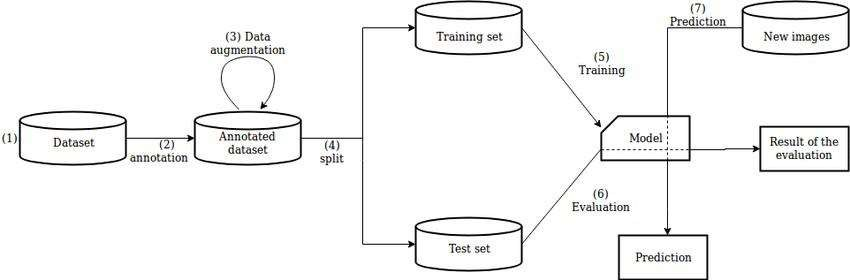 (1)
Dataset
(2)
annotation
(3) Data
augmentation
Annotated
dataset
(4)
split
Training set
Test set
(5)
Training
(6)
Evaluation
Model
(7)
Prediction
New images
Result of the
evaluation
Prediction